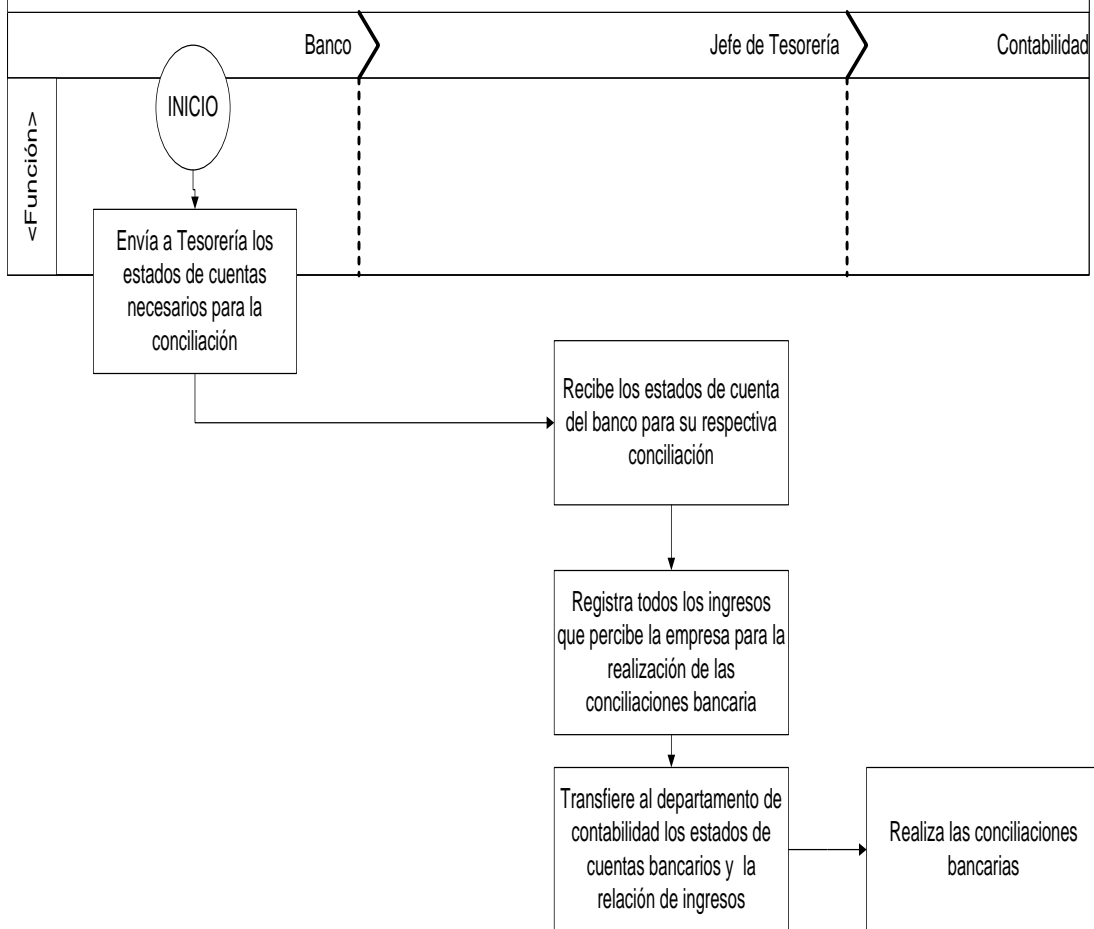 Banco
Jefe de Tesorería
Contabilidad
<Función>
INICIO
Envía a Tesorería los
estados de cuentas
necesarios para la
conciliación
Recibe los estados de cuenta
del banco para su respectiva
conciliación
Registra todos los ingresos
que percibe la empresa para la
realización de las
conciliaciones bancaria
Transfiere al departamento de
contabilidad los estados de
cuentas bancarios y la
relación de ingresos
Realiza las conciliaciones
bancarias